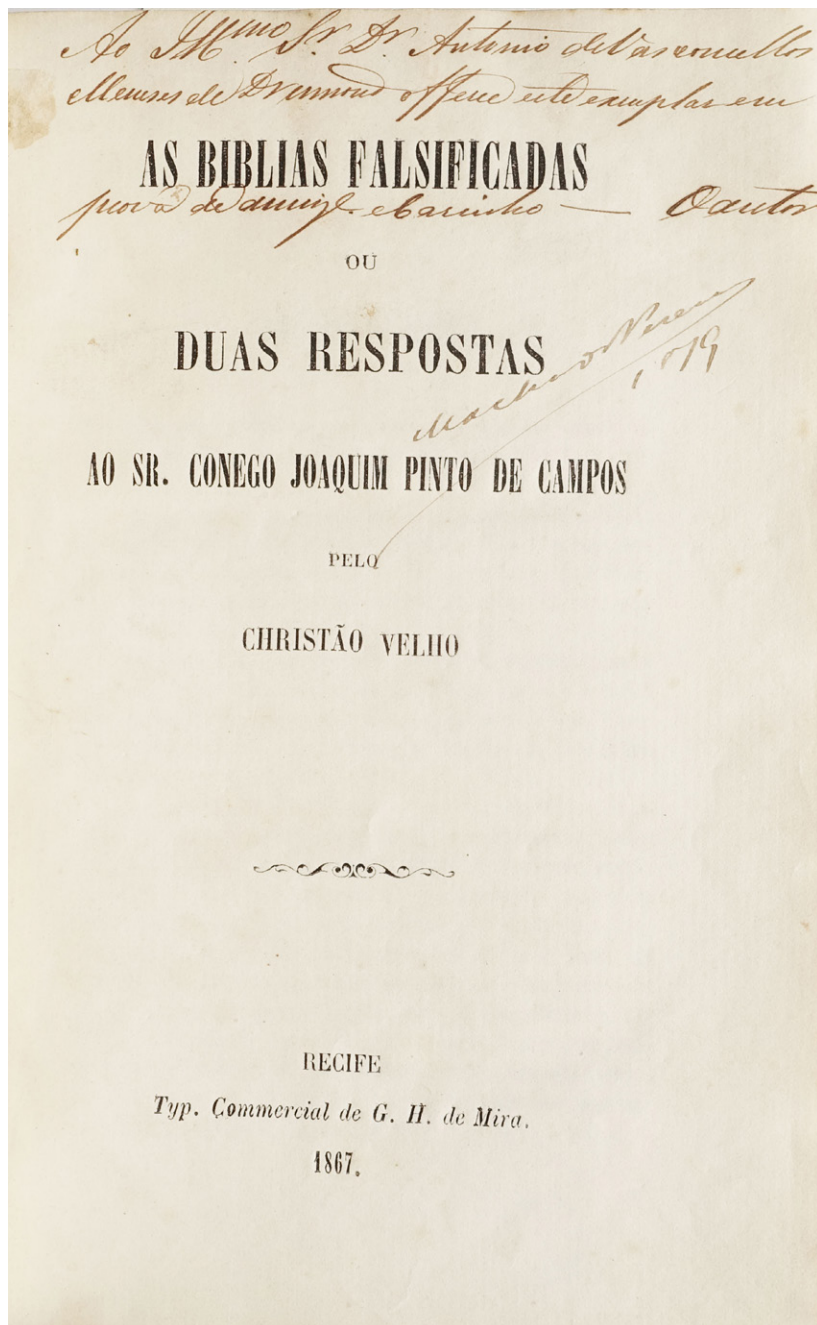 Ao Illmo. Sr. Dr. Antonio de Vasconcellos
Menezes de Drummond offerece este exemplar em
AS BIBLIAS FALSIFICADAS
prova de amize. e carinho — O autor
OU
DUAS RESPOSTAS
AO SR. CONEGO JOAQUIM PINTO DE CAMPOS
PELO
CHRISTÃO VELHO
RECIFE
Typ. Commercial de G. H. de Mira.
1867.